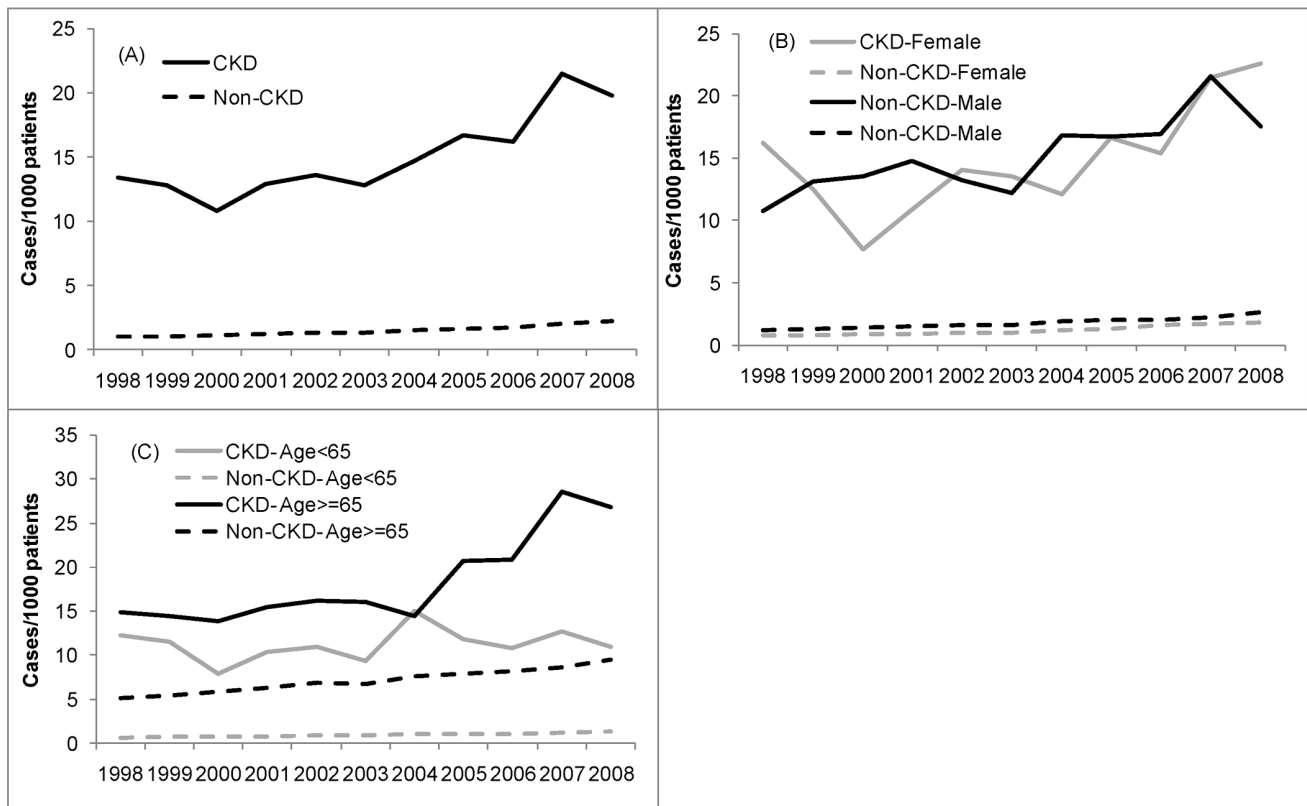 (A)
CKD
Non-CKD
Cases/1000 patients
25
20
15
10
5
0
1998 1999 2000 2001 2002 2003 2004 2005 2006 2007 2008
(B)
CKD-Female
Non-CKD-Female
Non-CKD-Male
Non-CKD-Male
Cases/1000 patients
25
20
15
10
5
0
1998 1999 2000 2001 2002 2003 2004 2005 2006 2007 2008
(C)
CKD-Age<65
Non-CKD-Age<65
CKD-Age>=65
Non-CKD-Age>=65
Cases/1000 patients
35
30
25
20
15
10
5
0
1998 1999 2000 2001 2002 2003 2004 2005 2006 2007 2008